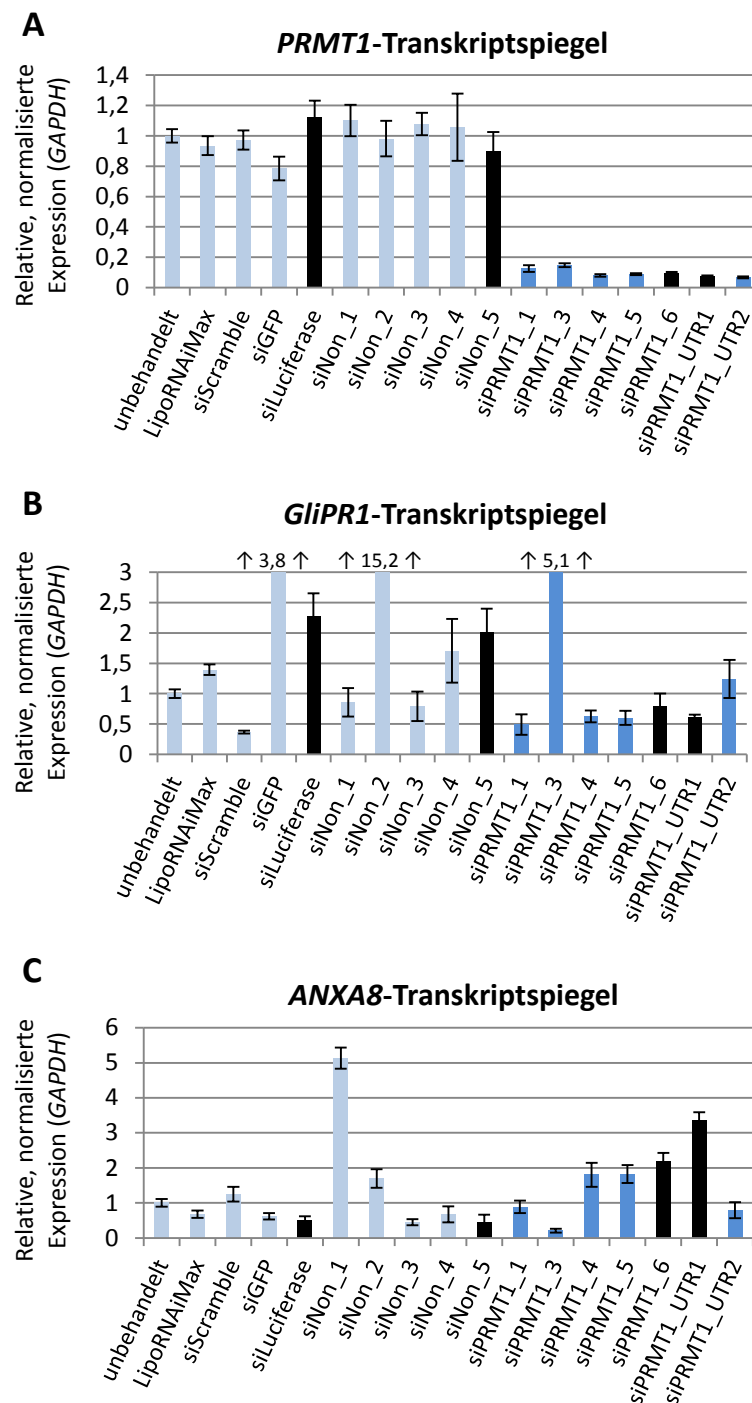 A
PRMT1-Transkriptspiegel
Relative, normalisierte
Expression (GAPDH)
1,4
1,2
1
0,8
0,6
0,4
0,2
0
unbehandelt
LipoRNAiMax
siScramble
siGFP
siLuciferase
siNon_1
siNon_2
siNon_3
siNon_4
siNon_5
siPRMT1_1
siPRMT1_3
siPRMT1_4
siPRMT1_5
siPRMT1_6
siPRMT1_UTR1
siPRMT1_UTR2
B
GliPR1-Transkriptspiegel
↑ 3,8 ↑ ↑ 15,2 ↑ ↑ 5,1 ↑
Relative, normalisierte
Expression (GAPDH)
3
2,5
2
1,5
1
0,5
0
unbehandelt
LipoRNAiMax
siScramble
siGFP
siLuciferase
siNon_1
siNon_2
siNon_3
siNon_4
siNon_5
siPRMT1_1
siPRMT1_3
siPRMT1_4
siPRMT1_5
siPRMT1_6
siPRMT1_UTR1
siPRMT1_UTR2
C
ANXA8-Transkriptspiegel
Relative, normalisierte
Expression (GAPDH)
6
5
4
3
2
1
0
unbehandelt
LipoRNAiMax
siScramble
siGFP
siLuciferase
siNon_1
siNon_2
siNon_3
siNon_4
siNon_5
siPRMT1_1
siPRMT1_3
siPRMT1_4
siPRMT1_5
siPRMT1_6
siPRMT1_UTR1
siPRMT1_UTR2